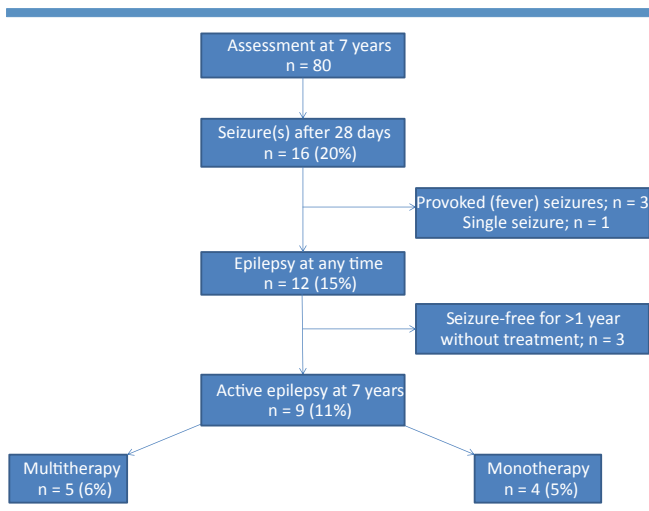 Assessment at 7 years
n = 80
Seizure(s) after 28 days
n = 16 (20%)
Provoked (fever) seizures; n = 3
Single seizure; n = 1
Epilepsy at any time
n = 12 (15%)
Seizure-free for >1 year
without treatment; n = 3
Active epilepsy at 7 years
n = 9 (11%)
Multitherapy
n = 5 (6%)
Monotherapy
n = 4 (5%)